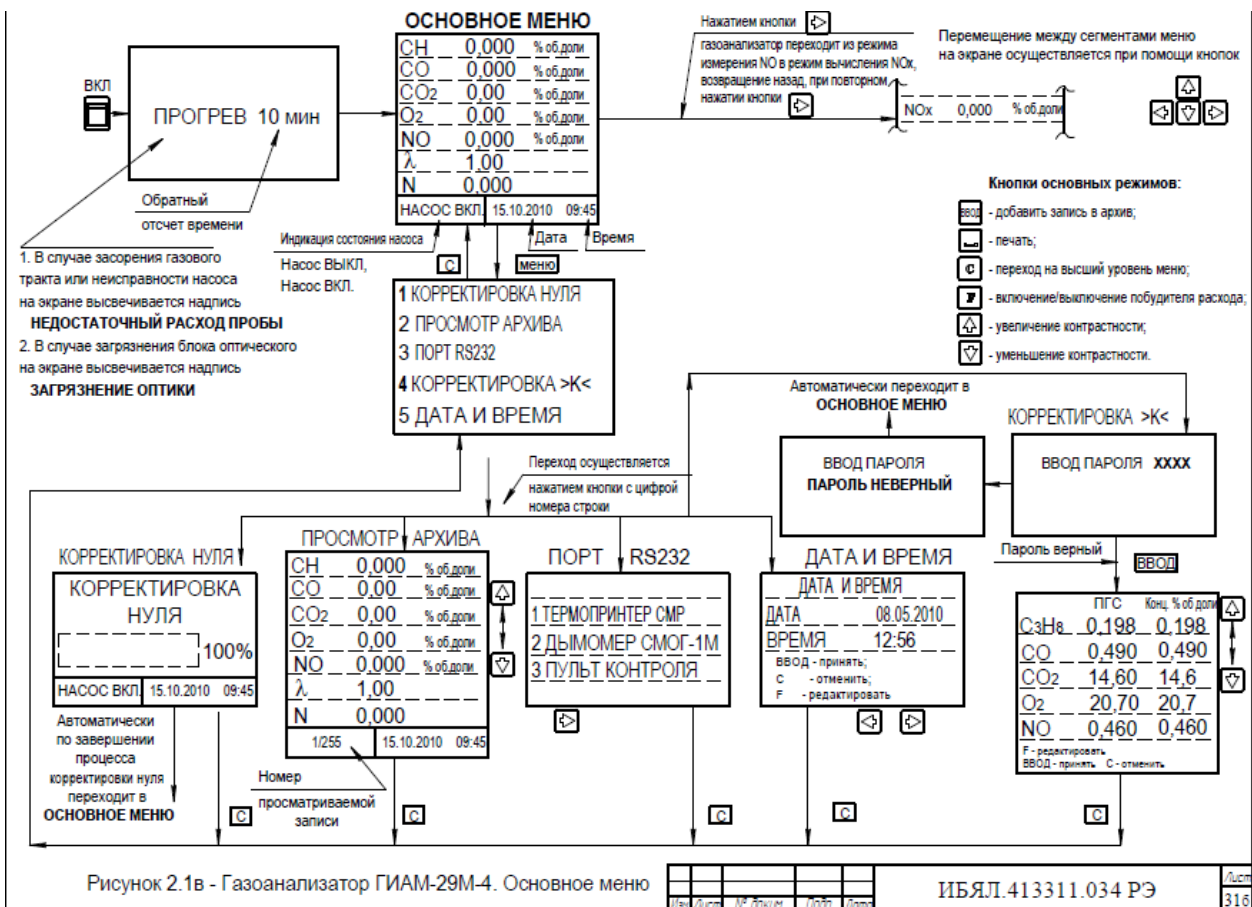 ОСНОВНОЕ МЕНЮ
ВКЛ
ПРОГРЕВ 10 мин
Обратный
отсчет времени
1. В случае засорения газового
тракта или неисправности насоса
на экране высвечивается надпись
НЕДОСТАТОЧНЫЙ РАСХОД ПРОБЫ
2. В случае загрязнения блока оптического
на экране высвечивается надпись
ЗАГРЯЗНЕНИЕ ОПТИКИ
CH 0,000 % об.доли
CO 0,000 % об.доли
CO2 0,00 % об.доли
O2 0,00 % об.доли
NO 0,000 % об.доли
λ 1,00
N 0,000
НАСОС ВКЛ. 15.10.2010 09:45
Индикация состояния насоса
Насос ВЫКЛ,
Насос ВКЛ.
Дата
Время
C
меню
Нажатием кнопки
газоанализатор переходит из режима
измерения NO в режим вычисления NOx,
возвращение назад, при повторном
нажатии кнопки
NOx 0,000 % об.доли
Перемещение между сегментами меню
на экране осуществляется при помощи кнопок
Кнопки основных режимов:
ВВОД - добавить запись в архив;
- печать;
C - переход на высший уровень меню;
F - включение/выключение побудителя расхода;
- увеличение контрастности;
- уменьшение контрастности.
1 КОРРЕКТИРОВКА НУЛЯ
2 ПРОСМОТР АРХИВА
3 ПОРТ RS232
4 КОРРЕКТИРОВКА >К<
5 ДАТА И ВРЕМЯ
Переход осуществляется
нажатием кнопки с цифрой
номера строки
Автоматически переходит в
ОСНОВНОЕ МЕНЮ
ВВОД ПАРОЛЯ
ПАРОЛЬ НЕВЕРНЫЙ
КОРРЕКТИРОВКА >К<
ВВОД ПАРОЛЯ XXXX
Пароль верный
ВВОД
КОРРЕКТИРОВКА НУЛЯ
КОРРЕКТИРОВКА
НУЛЯ
100%
НАСОС ВКЛ. 15.10.2010 09:45
Автоматически
по завершении
процесса
корректировки нуля
переходит в
ОСНОВНОЕ МЕНЮ
C
ПРОСМОТР АРХИВА
CH 0,000 % об.доли
CO 0,00 % об.доли
CO2 0,00 % об.доли
O2 0,00 % об.доли
NO 0,000 % об.доли
λ 1,00
N 0,000
1/255 15.10.2010 09:45
Номер
просматриваемой
записи
C
ПОРТ RS232
1 ТЕРМОПРИНТЕР CMP
2 ДЫМОМЕР СМОГ-1М
3 ПУЛЬТ КОНТРОЛЯ
C
ДАТА И ВРЕМЯ
ДАТА И ВРЕМЯ
ДАТА 08.05.2010
ВРЕМЯ 12:56
ВВОД - принять;
C - отменить;
F - редактировать
C
ПГС Конц. % об доли
C3H8 0,198 0,198
CO 0,490 0,490
CO2 14,60 14,6
O2 20,70 20,7
NO 0,460 0,460
F - редактировать
ВВОД - принять C - отменить
C
Рисунок 2.1в - Газоанализатор ГИАМ-29М-4. Основное меню
Изм Лист № докум. Подп. Дата
ИБЯЛ.413311.034 РЭ
Лист
316